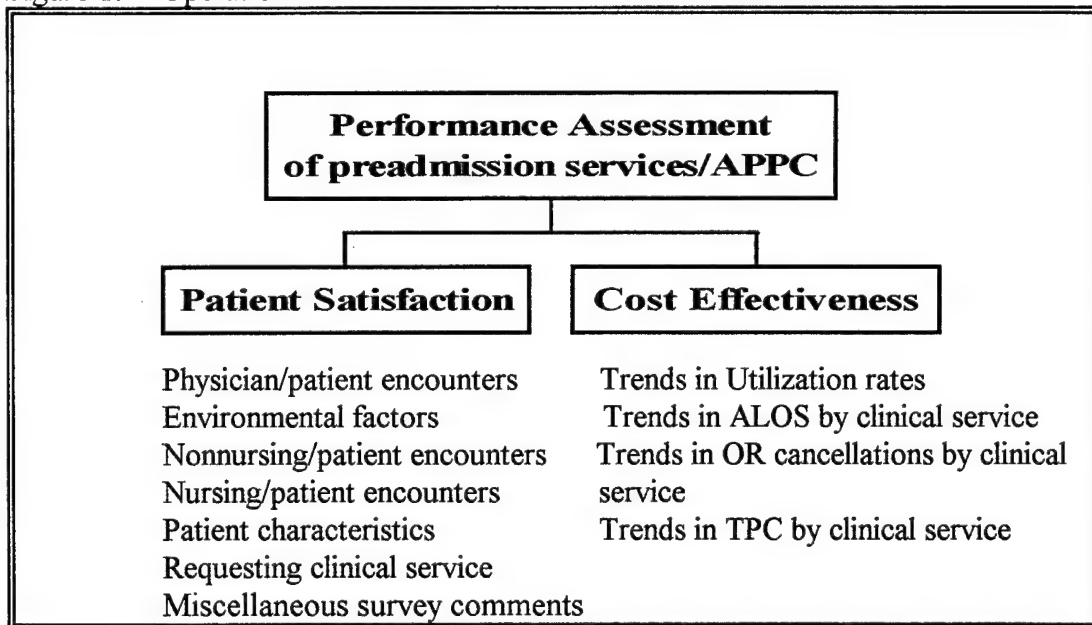 Performance Assessment
of preadmission services/APPC
Patient Satisfaction
Physician/patient encounters
Environmental factors
Nonnursing/patient encounters
Nursing/patient encounters
Patient characteristics
Requesting clinical service
Miscellaneous survey comments
Cost Effectiveness
Trends in Utilization rates
Trends in ALOS by clinical service
Trends in OR cancellations by clinical
service
Trends in TPC by clinical service